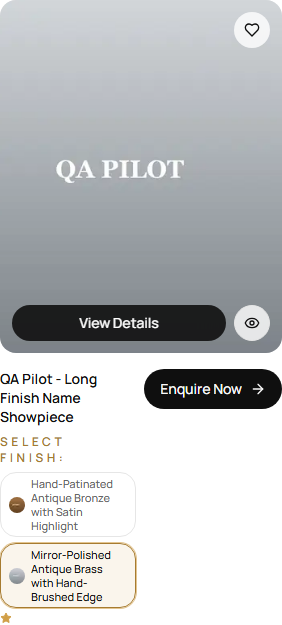 QA PILOT
View Details
QA Pilot - Long
Finish Name
Showpiece
Enquire Now
SELECT
FINISH:
Hand-Patinated
Antique Bronze
with Satin
Highlight
Mirror-Polished
Antique Brass
with Hand-
Brushed Edge